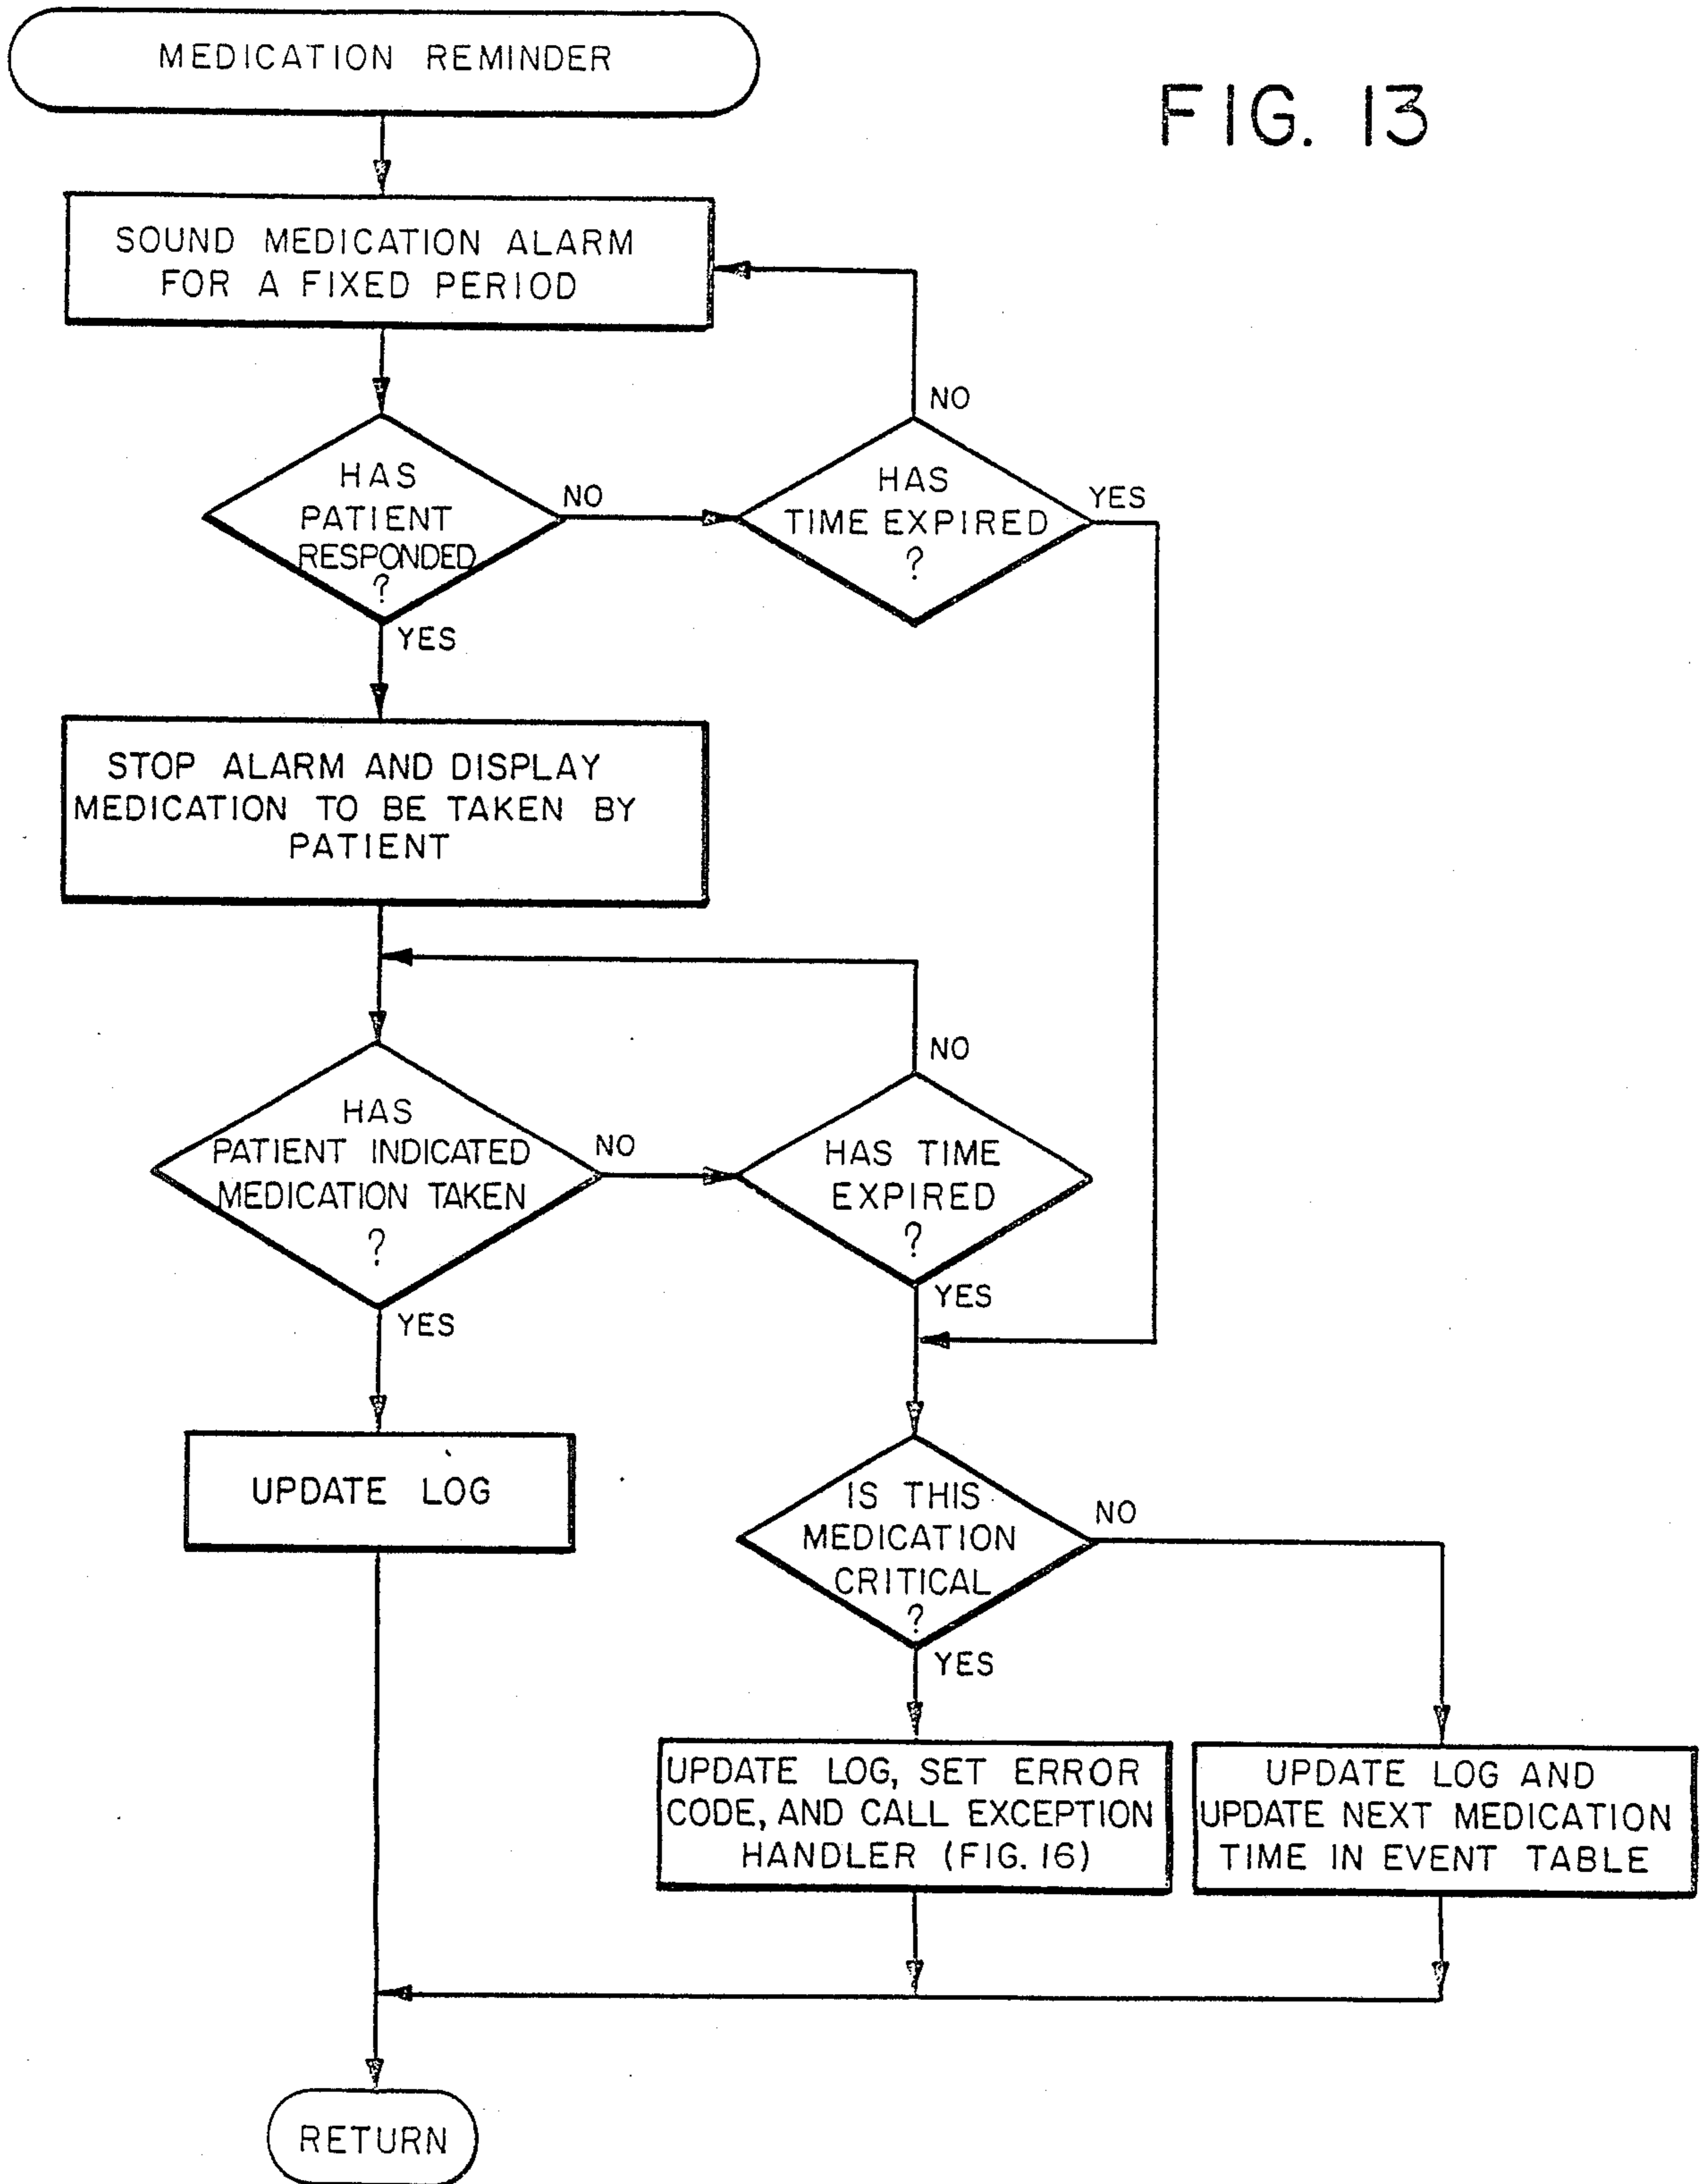 MEDICATION REMINDER
FIG. 13
SOUND MEDICATION ALARM
FOR A FIXED PERIOD
NO
HAS
PATIENT
RESPONDED
?
NO
HAS
TIME EXPIRED
?
YES
YES
STOP ALARM AND DISPLAY
MEDICATION TO BE TAKEN BY
PATIENT
NO
HAS
PATIENT INDICATED
MEDICATION TAKEN
?
NO
HAS TIME
EXPIRED
?
YES
YES
UPDATE LOG
IS THIS
MEDICATION
CRITICAL
?
NO
YES
UPDATE LOG, SET ERROR
CODE, AND CALL EXCEPTION
HANDLER (FIG. 16)
UPDATE LOG AND
UPDATE NEXT MEDICATION
TIME IN EVENT TABLE
RETURN